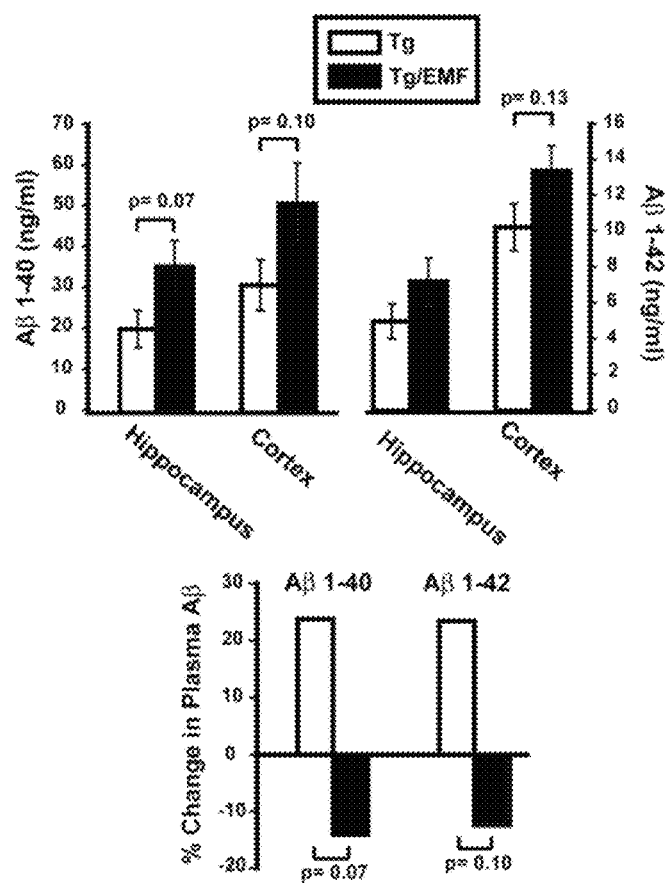 Tg
Tg/EMF
p= 0.07
p= 0.10
p= 0.13
Aβ 1-40 (ng/ml)
70
60
50
40
30
20
10
0
Aβ 1-42 (ng/ml)
16
14
12
10
8
6
4
2
0
Hippocampus
Cortex
Hippocampus
Cortex
Aβ 1-40
Aβ 1-42
% Change in Plasma Aβ
30
20
10
0
-10
-20
p= 0.07
p= 0.10